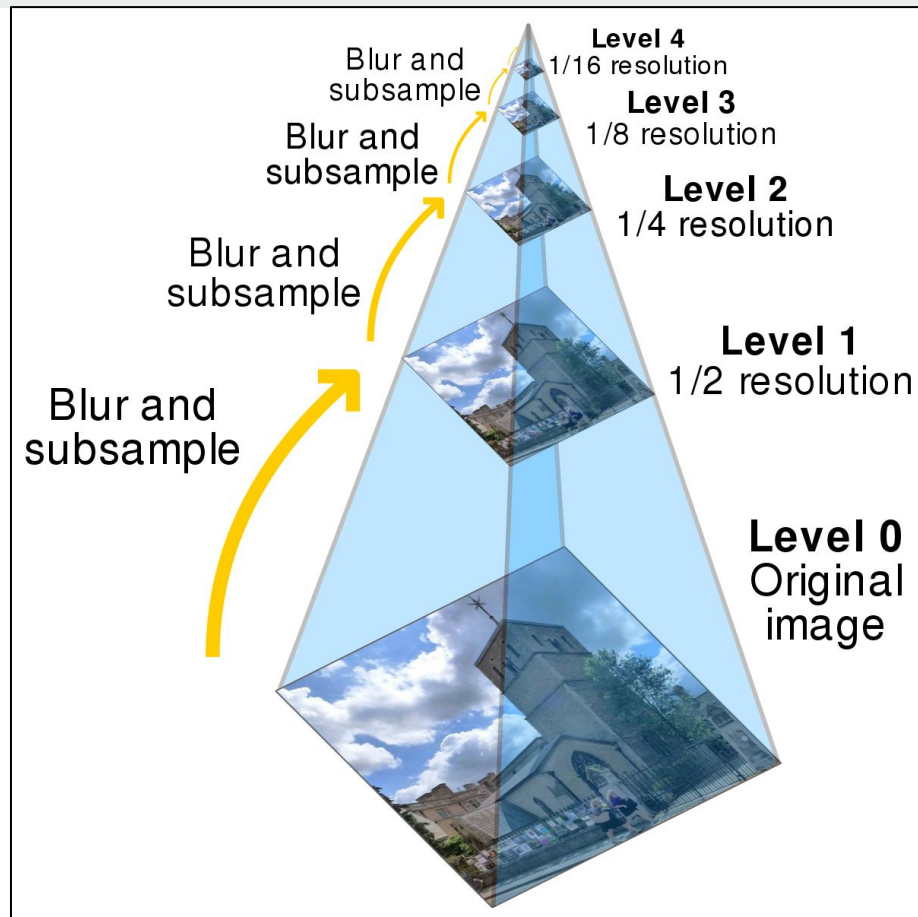 Level 4
1/16 resolution
Blur and
subsample
Level 3
1/8 resolution
Blur and
subsample
Level 2
1/4 resolution
Blur and
subsample
Level 1
1/2 resolution
Blur and
subsample
Level 0
Original
image